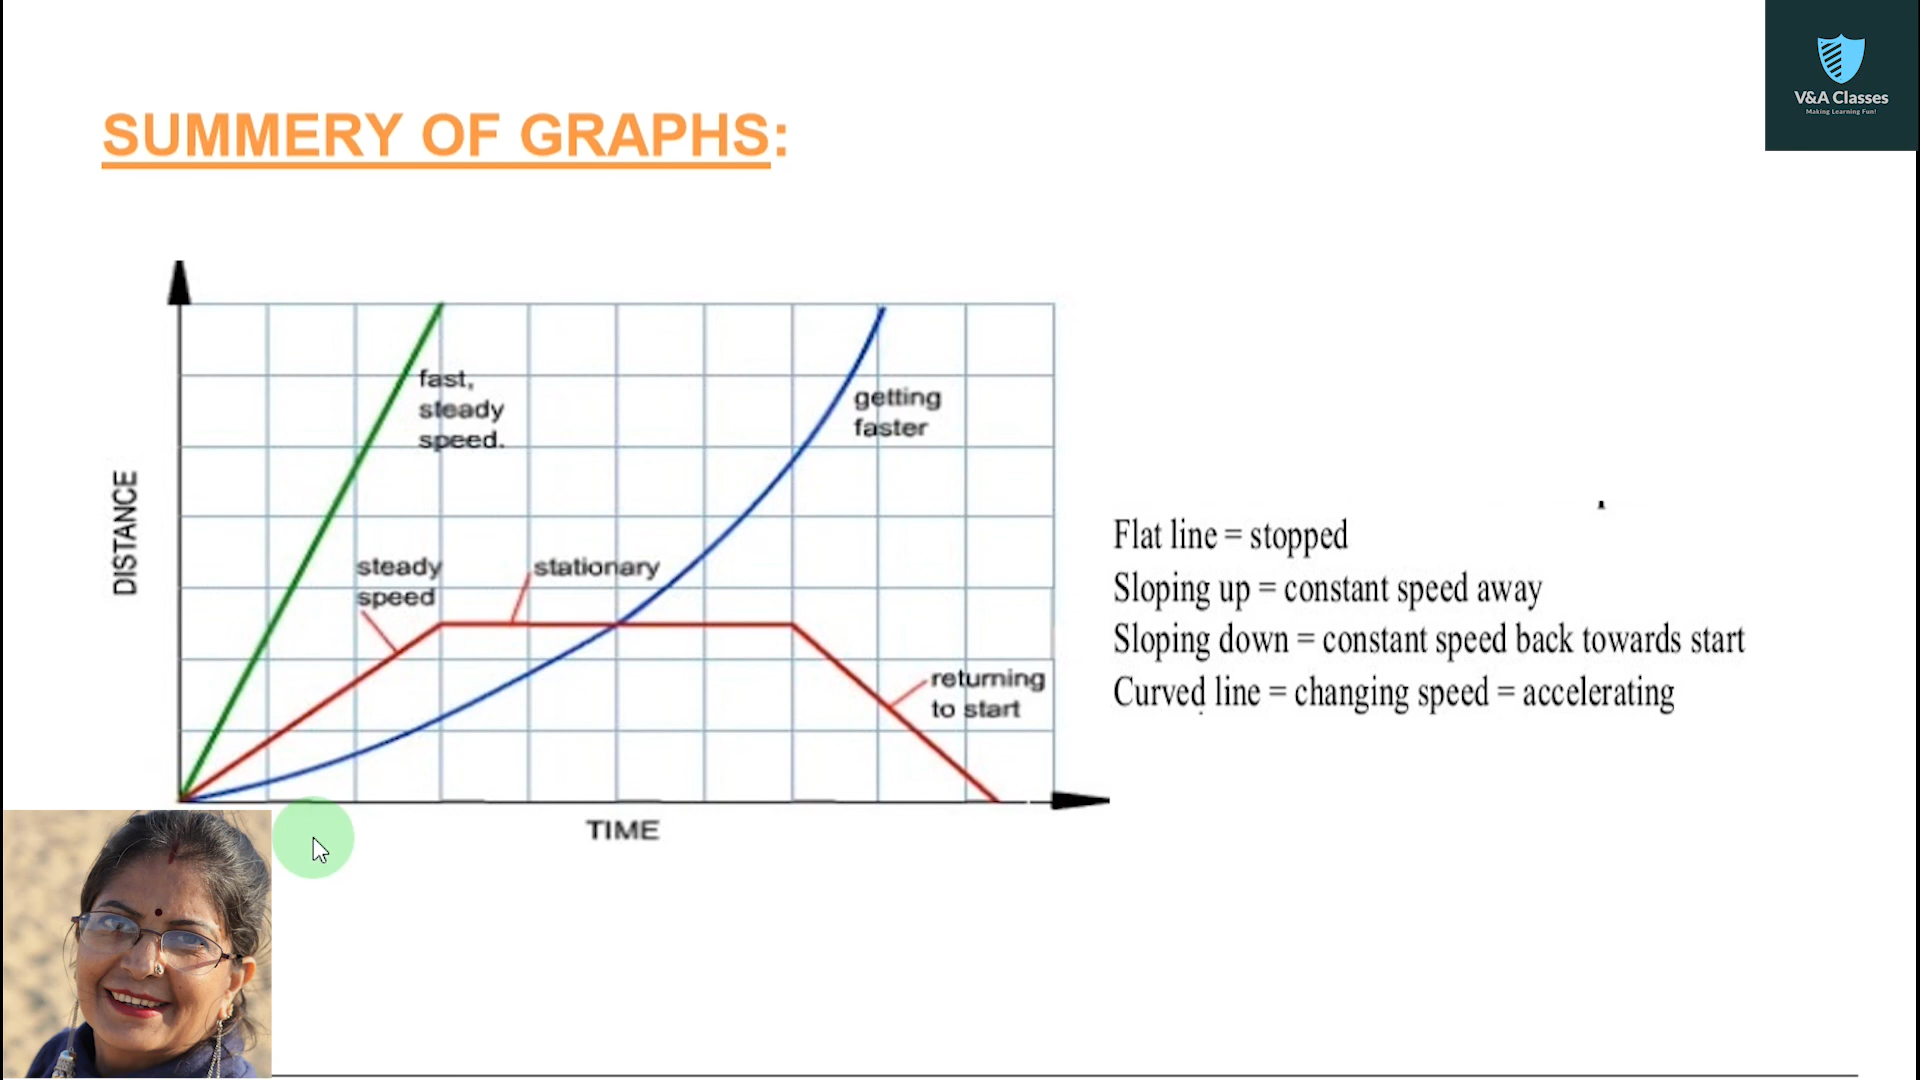 V&A Classes
Making Learning Fun!
SUMMERY OF GRAPHS:
fast,
steady
speed.
getting
faster
steady
speed
stationary
returning
to start
DISTANCE
TIME
Flat line = stopped
Sloping up = constant speed away
Sloping down = constant speed back towards start
Curved line = changing speed = accelerating